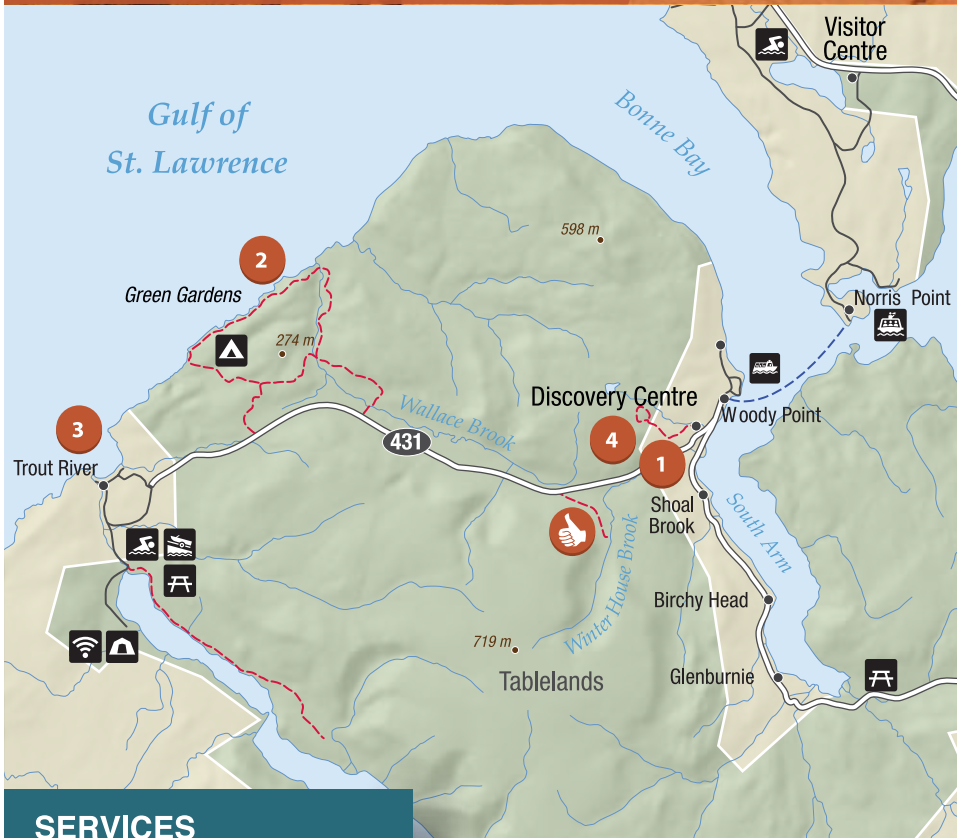 Visitor
Centre
Gulf of
St. Lawrence
Bonne Bay
598 m
2
Green Gardens
Norris Point
274 m
Discovery Centre
Woody Point
Wallace Brook
3
431
4
1
Trout River
Shoal
Brook
South Arm
Winter House Brook
Birchy Head
719 m
Tablelands
Glenburnie
SERVICES